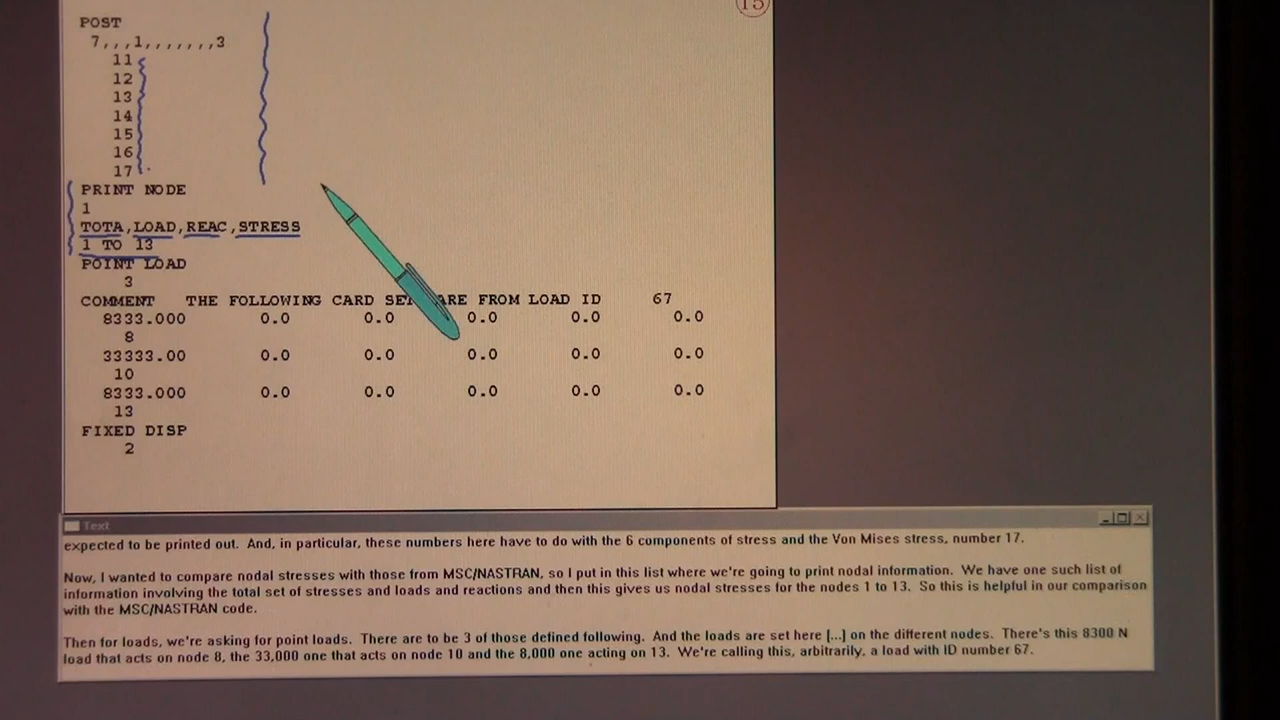 15
POST
7,,,1,,,,,,,3
11
12
13
14
15
16
17
PRINT NODE
1
TOTA,LOAD,REAC,STRESS
1 TO 13
POINT LOAD
3
COMMENT THE FOLLOWING CARD ARE FROM LOAD ID 67
8333.000 0.0 0.0 0.0 0.0 0.0
8
33333.00 0.0 0.0 0.0 0.0 0.0
10
8333.000 0.0 0.0 0.0 0.0 0.0
13
FIXED DISP
2
Text
expected to be printed out. And, in particular, these numbers here have to do with the 6 components of stress and the Von Mises stress, number 17.
Now, I wanted to compare nodal stresses with those from MSC/NASTRAN, so I put in this list where we're going to print nodal information. We have one such list of
information involving the total set of stresses and loads and reactions and then this gives us nodal stresses for the nodes 1 to 13. So this is helpful in our comparison
with the MSC/NASTRAN code.
Then for loads, we're asking for point loads. There are to be 3 of those defined following. And the loads are set here [...] on the different nodes. There's this 8300 N
load that acts on node 8, the 33,000 one that acts on node 10 and the 8,000 one acting on 13. We're calling this, arbitrarily, a load with ID number 67.